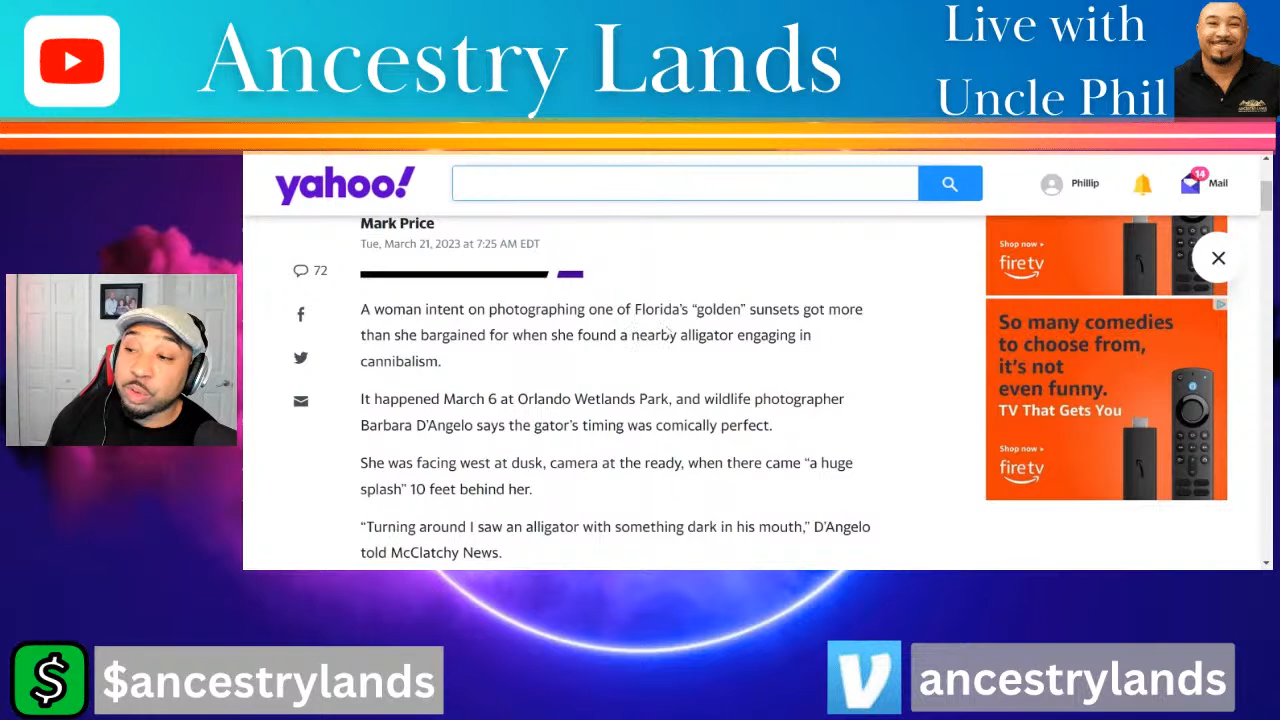 Ancestry Lands
Live with
Uncle Phil
yahoo!
Phillip
14
Mail
Mark Price
Tue, March 21, 2023 at 7:25 AM EDT
72
A woman intent on photographing one of Florida's “golden” sunsets got more
than she bargained for when she found a nearby alligator engaging in
cannibalism.
It happened March 6 at Orlando Wetlands Park, and wildlife photographer
Barbara D'Angelo says the gator's timing was comically perfect.
She was facing west at dusk, camera at the ready, when there came “a huge
splash” 10 feet behind her.
“Turning around I saw an alligator with something dark in his mouth,” D'Angelo
told McClatchy News.
Shop now ▸
fire tv
So many comedies
to choose from,
it's not
even funny.
TV That Gets You
Shop now ▸
fire tv
$ancestrylands
ancestrylands